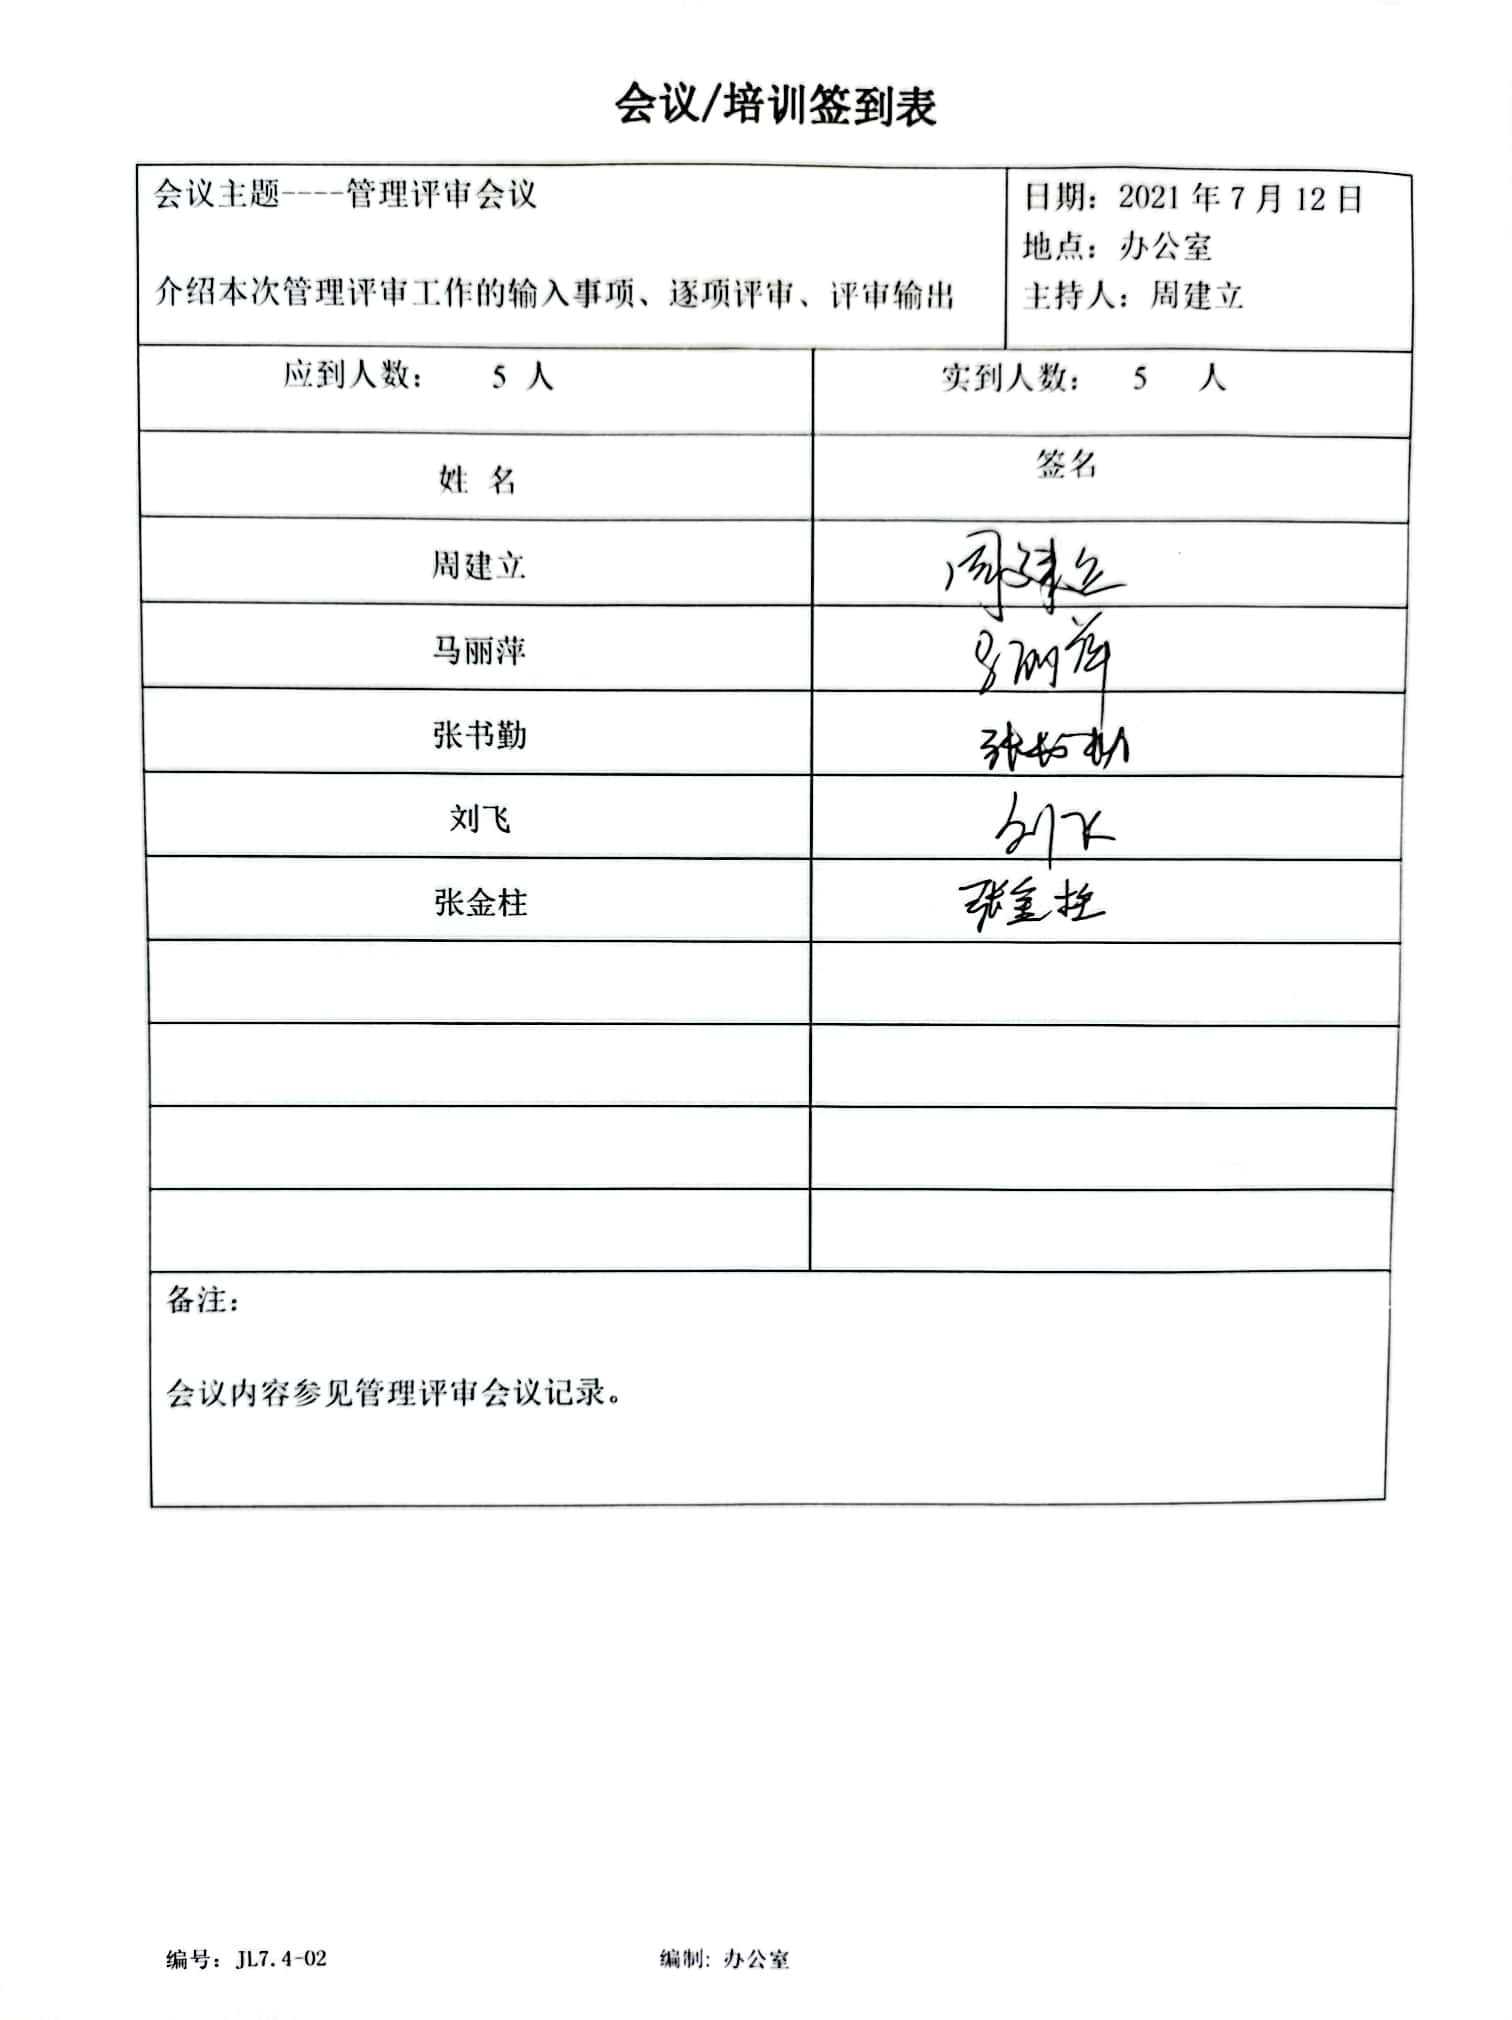 会议/培训签到表
会议主题----管理评审会议
日期：2021 年 7 月 12 日
地点：办公室
介绍本次管理评审工作的输入事项、逐项评审、评审输出
主持人：周建立
应到人数： 5 人
实到人数： 5 人
姓 名
签名
周建立
周建立
马丽萍
马丽萍
张书勤
张书勤
刘飞
刘飞
张金柱
张金柱
备注：
会议内容参见管理评审会议记录。
编号：JL7.4-02
编制: 办公室